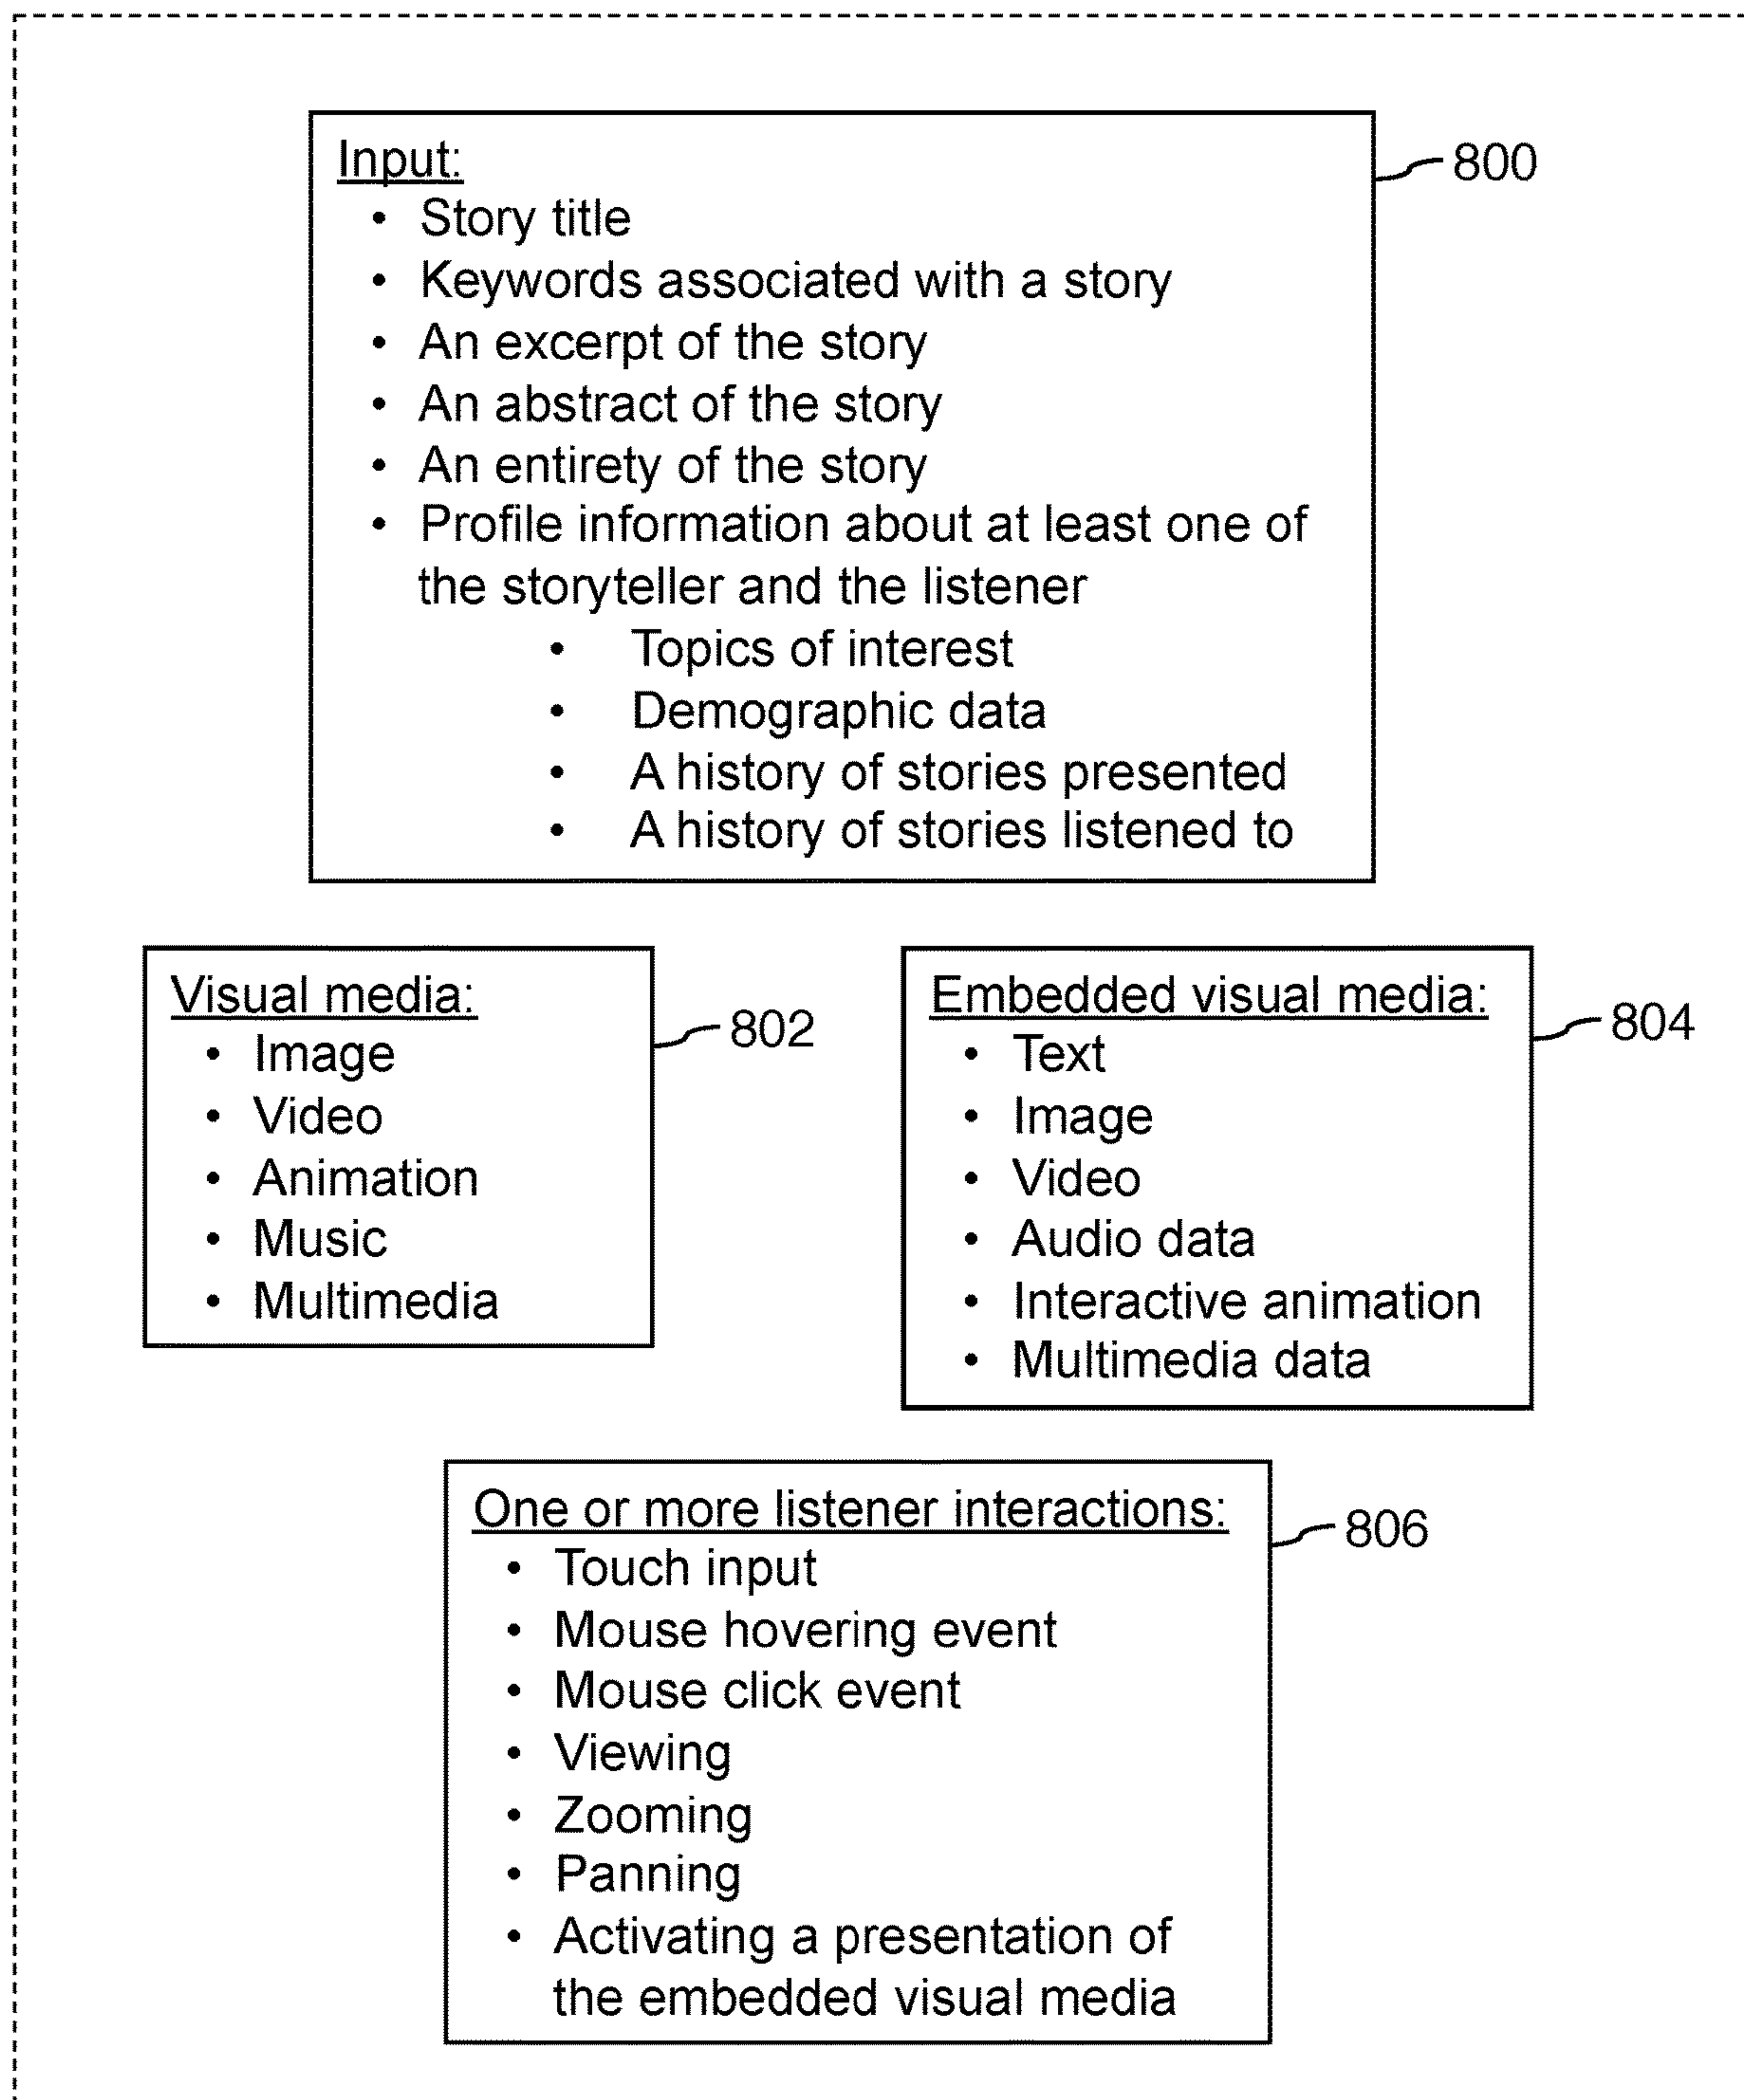 Input:
800
• Story title
• Keywords associated with a story
• An excerpt of the story
• An abstract of the story
• An entirety of the story
• Profile information about at least one of
the storyteller and the listener
• Topics of interest
• Demographic data
• A history of stories presented
• A history of stories listened to
Visual media:
802
• Image
• Video
• Animation
• Music
• Multimedia
Embedded visual media:
804
• Text
• Image
• Video
• Audio data
• Interactive animation
• Multimedia data
One or more listener interactions:
806
• Touch input
• Mouse hovering event
• Mouse click event
• Viewing
• Zooming
• Panning
• Activating a presentation of
the embedded visual media